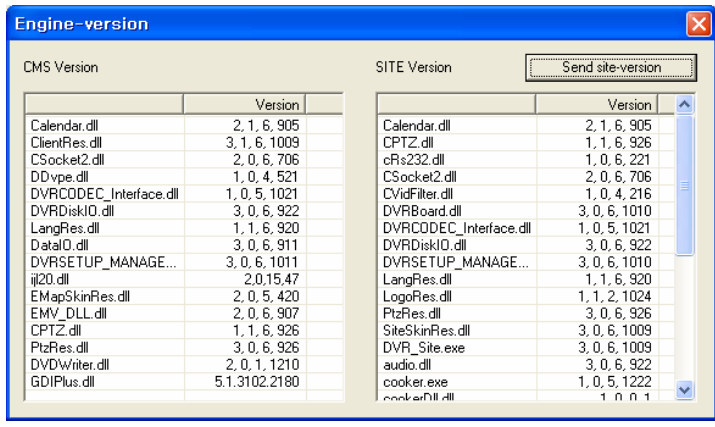 Engine-version
CMS Version
Version
Calendar.dll 2, 1, 6, 905
ClientRes.dll 3, 1, 6, 1009
CSocket2.dll 2, 0, 6, 706
DDvpe.dll 1, 0, 4, 521
DVRCODEC_Interface.dll 1, 0, 5, 1021
DVRDiskIO.dll 3, 0, 6, 922
LangRes.dll 1, 1, 6, 920
DataIO.dll 3, 0, 6, 911
DVRSETUP_MANAGE... 3, 0, 6, 1011
ijl20.dll 2,0,15,47
EMapSkinRes.dll 2, 0, 5, 420
EMV_DLL.dll 2, 0, 6, 907
CPTZ.dll 1, 1, 6, 926
PtzRes.dll 3, 0, 6, 926
DVDWriter.dll 2, 0, 1, 1210
GDIPlus.dll 5.1.3102.2180
SITE Version
Send site-version
Version
Calendar.dll 2, 1, 6, 905
CPTZ.dll 1, 1, 6, 926
cRs232.dll 1, 0, 6, 221
CSocket2.dll 2, 0, 6, 706
CVidFilter.dll 1, 0, 4, 216
DVRBoard.dll 3, 0, 6, 1010
DVRCODEC_Interface.dll 1, 0, 5, 1021
DVRDiskIO.dll 3, 0, 6, 922
DVRSETUP_MANAGE... 3, 0, 6, 1010
LangRes.dll 1, 1, 6, 920
LogoRes.dll 1, 1, 2, 1024
PtzRes.dll 3, 0, 6, 926
SiteSkinRes.dll 3, 0, 6, 1009
DVR_Site.exe 3, 0, 6, 1009
audio.dll 3, 0, 6, 922
cooker.exe 1, 0, 5, 1222
cookerDll.dll 1, 0, 0, 1